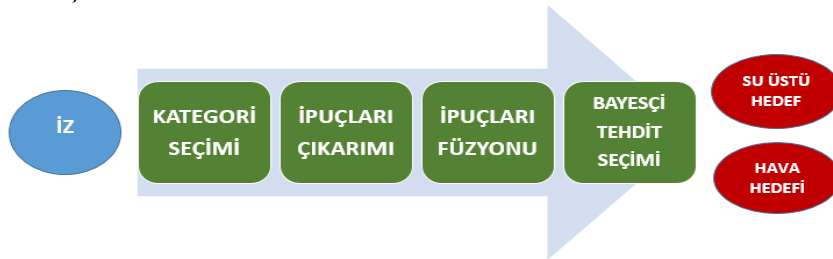 İZ
KATEGORİ
SEÇİMİ
İPUÇLARI
ÇIKARIMI
İPUÇLARI
FÜZYONU
BAYESÇİ
TEHDİT
SEÇİMİ
SU ÜSTÜ
HEDEF
HAVA
HEDEFİ